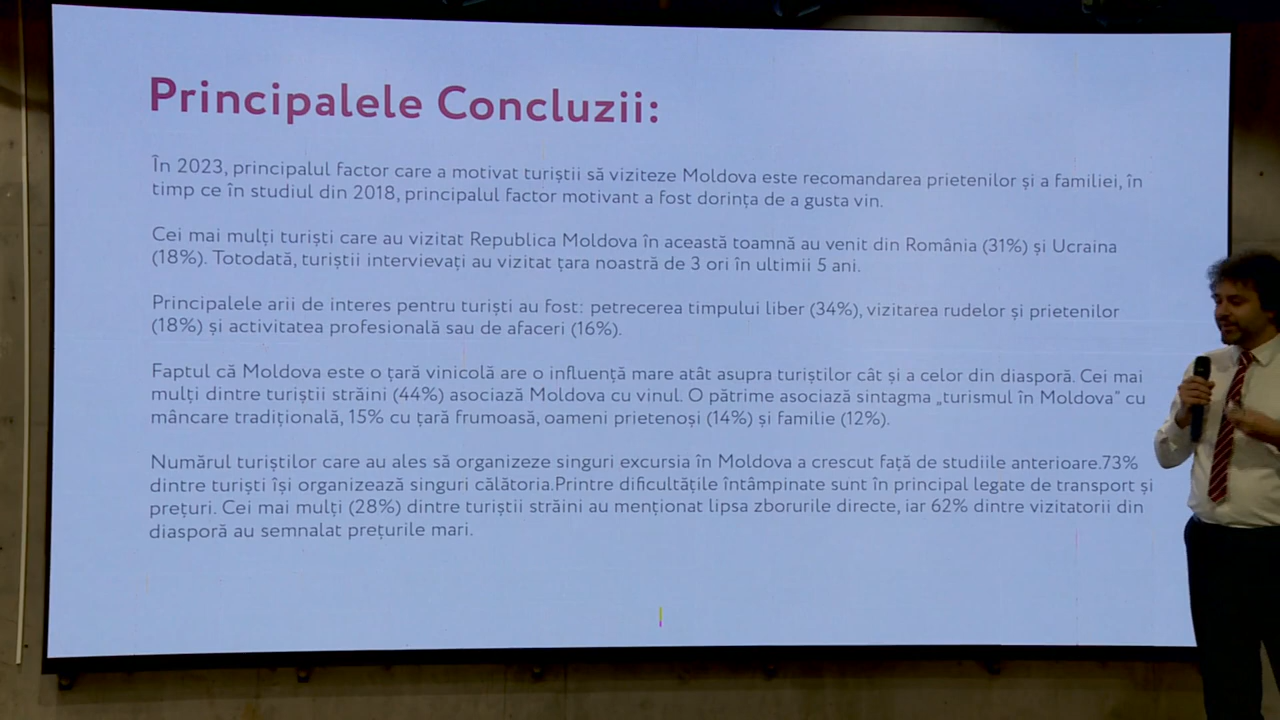 Principalele Concluzii:
În 2023, principalul factor care a motivat turiștii să viziteze Moldova este recomandarea prietenilor și a familiei, în
timp ce în studiul din 2018, principalul factor motivant a fost dorința de a gusta vin.
Cei mai mulți turiști care au vizitat Republica Moldova în această toamnă au venit din România (31%) și Ucraina
(18%). Totodată, turiștii intervievați au vizitat țara noastră de 3 ori în ultimii 5 ani.
Principalele arii de interes pentru turiști au fost: petrecerea timpului liber (34%), vizitarea rudelor și prietenilor
(18%) și activitatea profesională sau de afaceri (16%).
Faptul că Moldova este o țară vinicolă are o influență mare atât asupra turiștilor cât și a celor din diasporă. Cei mai
mulți dintre turiștii străini (44%) asociază Moldova cu vinul. O pătrime asociază sintagma „turismul în Moldova" cu
mâncare tradițională, 15% cu țară frumoasă, oameni prietenoși (14%) și familie (12%).
Numărul turiștilor care au ales să organizeze singuri excursia în Moldova a crescut față de studiile anterioare.73%
dintre turiști își organizează singuri călătoria.Printre dificultățile întâmpinate sunt în principal legate de transport și
prețuri. Cei mai mulți (28%) dintre turiștii străini au menționat lipsa zborurile directe, iar 62% dintre vizitatorii din
diasporă au semnalat prețurile mari.